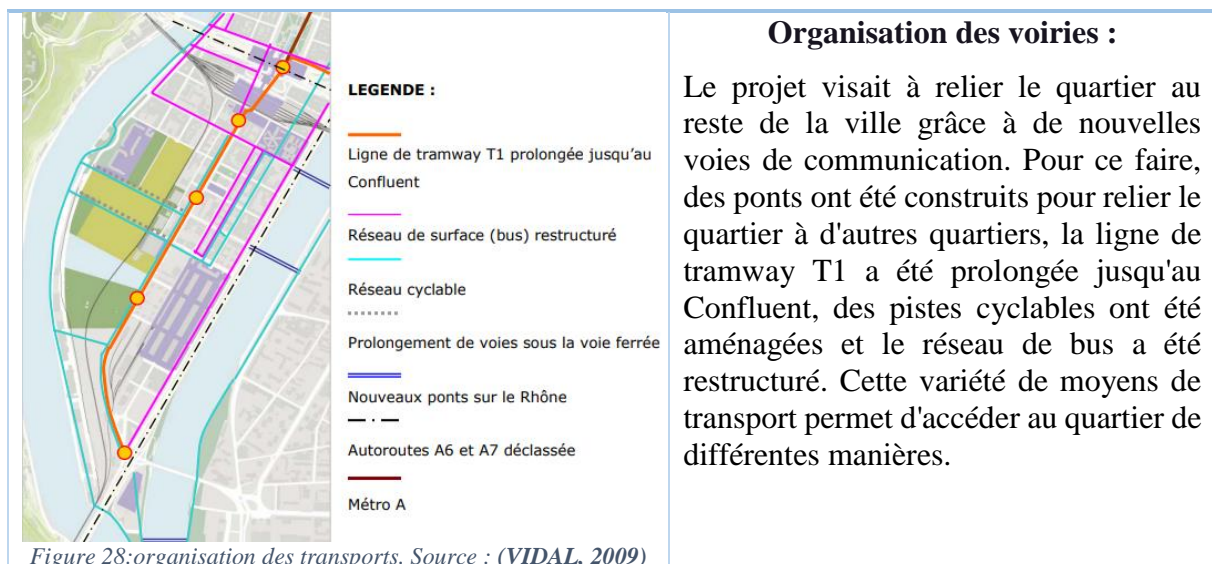 LEGENDE :
Ligne de tramway T1 prolongée jusqu'au
Confluent
Réseau de surface (bus) restructuré
Réseau cyclable
Prolongement de voies sous la voie ferrée
Nouveaux ponts sur le Rhône
Autoroutes A6 et A7 déclassée
Métro A
Figure 28:organisation des transports. Source : (VIDAL, 2009)
Organisation des voiries :
Le projet visait à relier le quartier au
reste de la ville grâce à de nouvelles
voies de communication. Pour ce faire,
des ponts ont été construits pour relier le
quartier à d'autres quartiers, la ligne de
tramway T1 a été prolongée jusqu'au
Confluent, des pistes cyclables ont été
aménagées et le réseau de bus a été
restructuré. Cette variété de moyens de
transport permet d'accéder au quartier de
différentes manières.